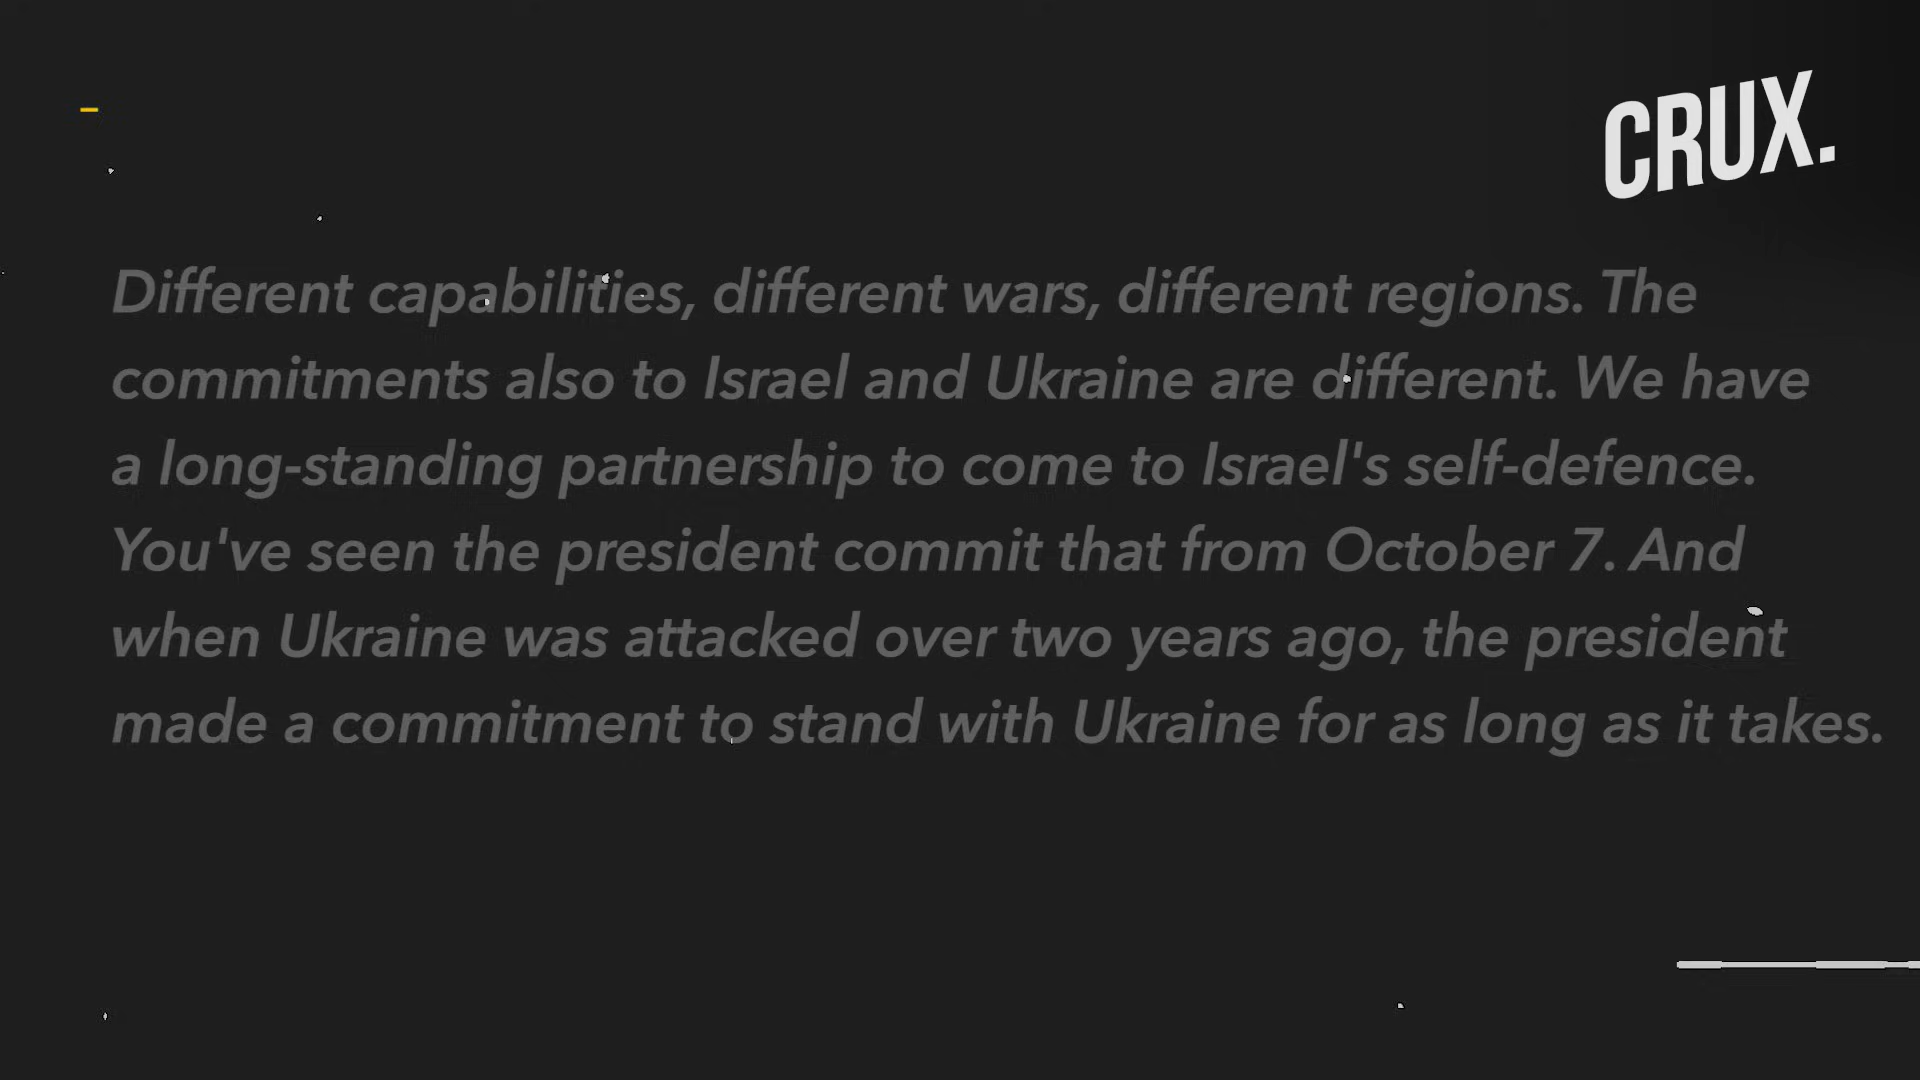 CRUX.
Different capabilities, different wars, different regions. The
commitments also to Israel and Ukraine are different. We have
a long-standing partnership to come to Israel's self-defence.
You've seen the president commit that from October 7. And
when Ukraine was attacked over two years ago, the president
made a commitment to stand with Ukraine for as long as it takes.